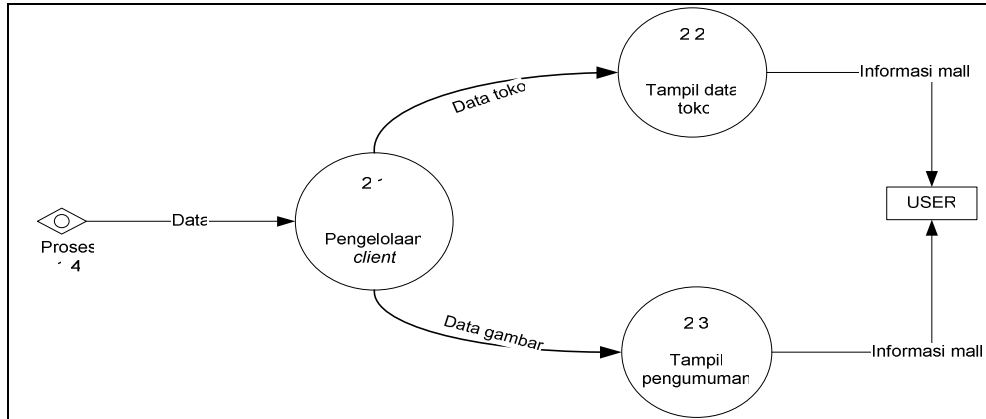 2 2
Tampil data
toko
Informasi mall
Data toko
2
Pengelolaan
client
Data
Proses
4
USER
Data gambar
2 3
Tampil
pengumuman
Informasi mall